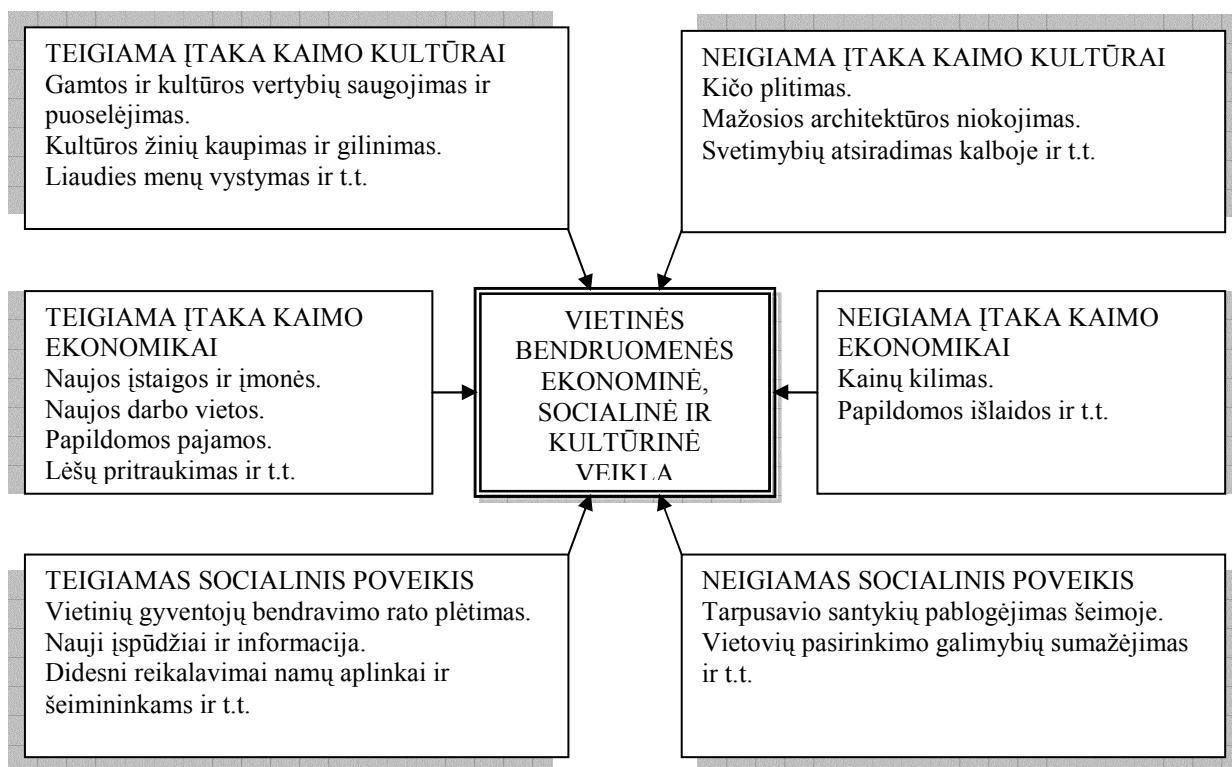 TEIGIAMA ĮTAKA KAIMO KULTŪRAI
Gamtos ir kultūros vertybių saugojimas ir
puoselėjimas.
Kultūros žinių kaupimas ir gilinimas.
Liaudies menų vystymas ir t.t.
NEIGIAMA ĮTAKA KAIMO KULTŪRAI
Kičo plitimas.
Mažosios architektūros niokojimas.
Svetimybių atsiradimas kalboje ir t.t.
TEIGIAMA ĮTAKA KAIMO
EKONOMIKAI
Naujos įstaigos ir įmonės.
Naujos darbo vietos.
Papildomos pajamos.
Lėšų pritraukimas ir t.t.
VIETINĖS
BENDRUOMENĖS
EKONOMINĖ,
SOCIALINĖ IR
KULTŪRINĖ
VEIKLA
NEIGIAMA ĮTAKA KAIMO
EKONOMIKAI
Kainų kilimas.
Papildomos išlaidos ir t.t.
TEIGIAMAS SOCIALINIS POVEIKIS
Vietinių gyventojų bendravimo rato plėtimas.
Nauji įspūdžiai ir informacija.
Didesni reikalavimai namų aplinkai ir
šeimininkams ir t.t.
NEIGIAMAS SOCIALINIS POVEIKIS
Tarpusavio santykių pablogėjimas šeimoje.
Vietovių pasirinkimo galimybių sumažėjimas
ir t.t.